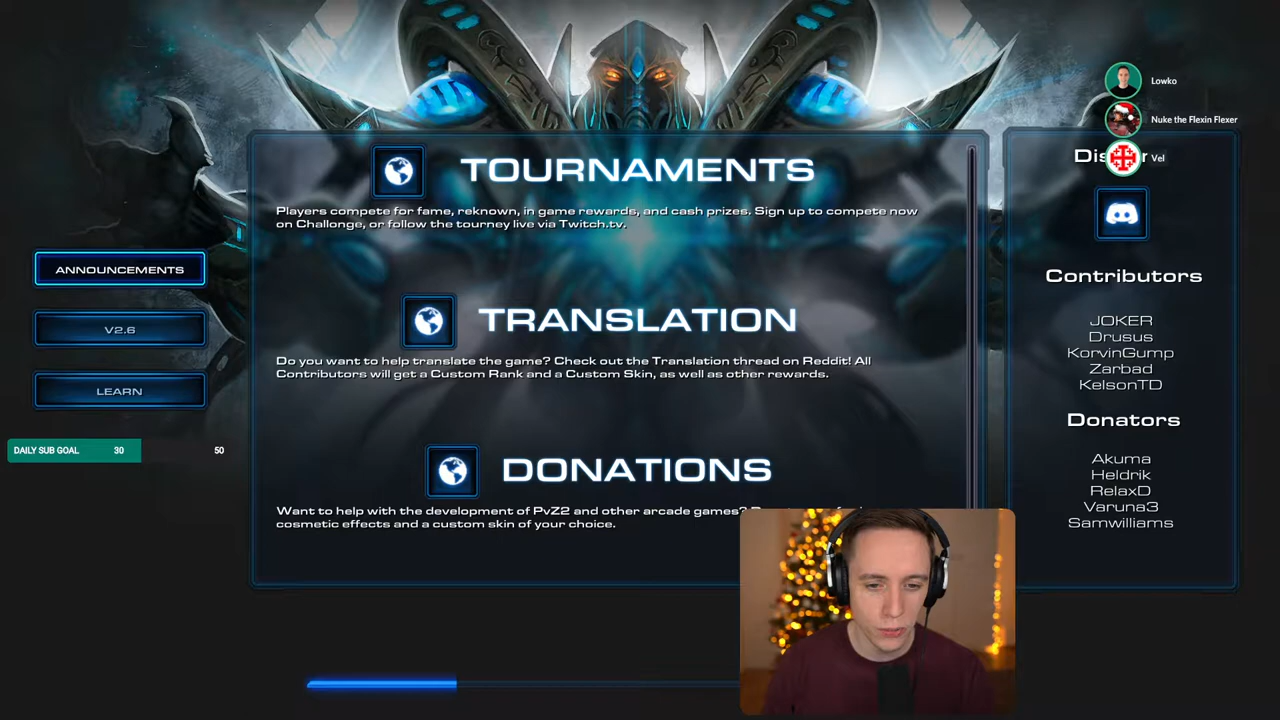 Lowko
Nuke the Flexin Flexer
Vel
TOURNAMENTS
Players compete for fame, reknown, in game rewards, and cash prizes. Sign up to compete now
on Challonge, or follow the tourney live via Twitch.tv.
ANNOUNCEMENTS
V2.6
LEARN
DAILY SUB GOAL 30 50
TRANSLATION
Do you want to help translate the game? Check out the Translation thread on Reddit! All
Contributors will get a Custom Rank and a Custom Skin, as well as other rewards.
DONATIONS
Want to help with the development of PvZ2 and other arcade games?
cosmetic effects and a custom skin of your choice.
Contributors
JOKER
Drusus
KorvinGump
Zarbad
KelsonTD
Donators
Akuma
Heldrik
RelaxD
Varuna3
Samwilliams